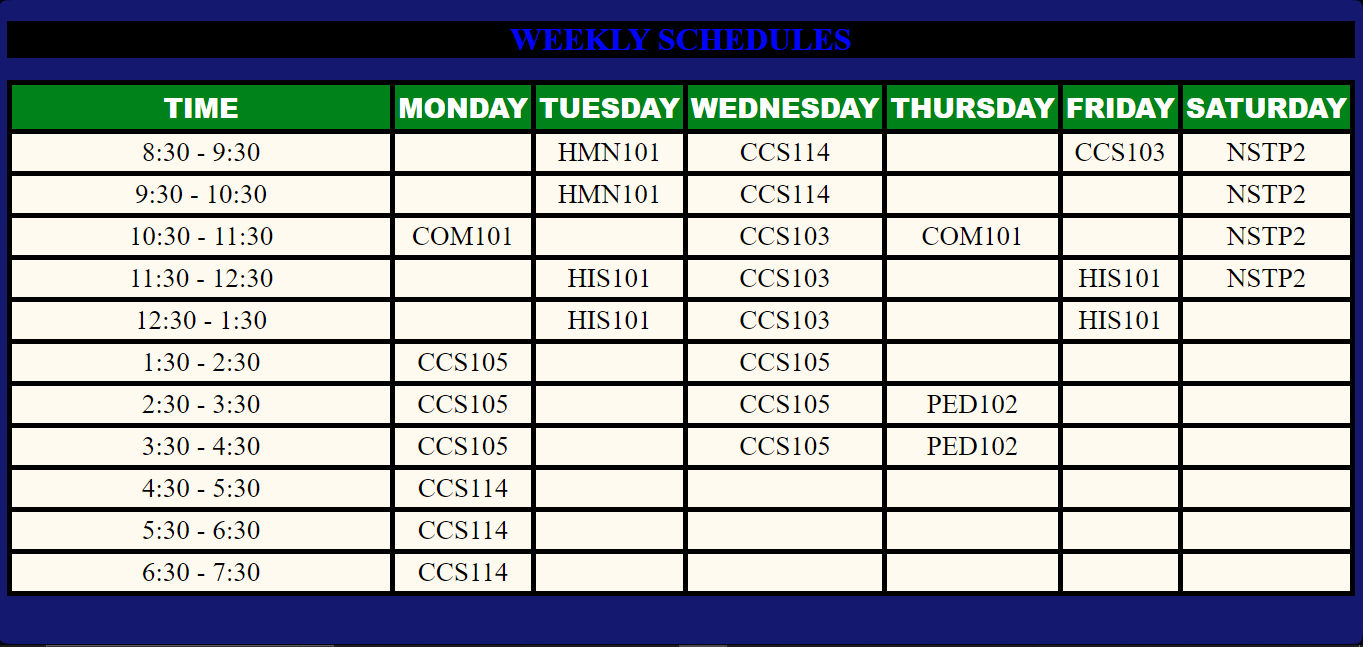 WEEKLY SCHEDULES
TIME MONDAY TUESDAY WEDNESDAY THURSDAY FRIDAY SATURDAY
8:30 - 9:30 HMN101 CCS114 CCS103 NSTP2
9:30 - 10:30 HMN101 CCS114 NSTP2
10:30 - 11:30 COM101 CCS103 COM101 NSTP2
11:30 - 12:30 HIS101 CCS103 HIS101 NSTP2
12:30 - 1:30 HIS101 CCS103 HIS101
1:30 - 2:30 CCS105 CCS105
2:30 - 3:30 CCS105 CCS105 PED102
3:30 - 4:30 CCS105 CCS105 PED102
4:30 - 5:30 CCS114
5:30 - 6:30 CCS114
6:30 - 7:30 CCS114